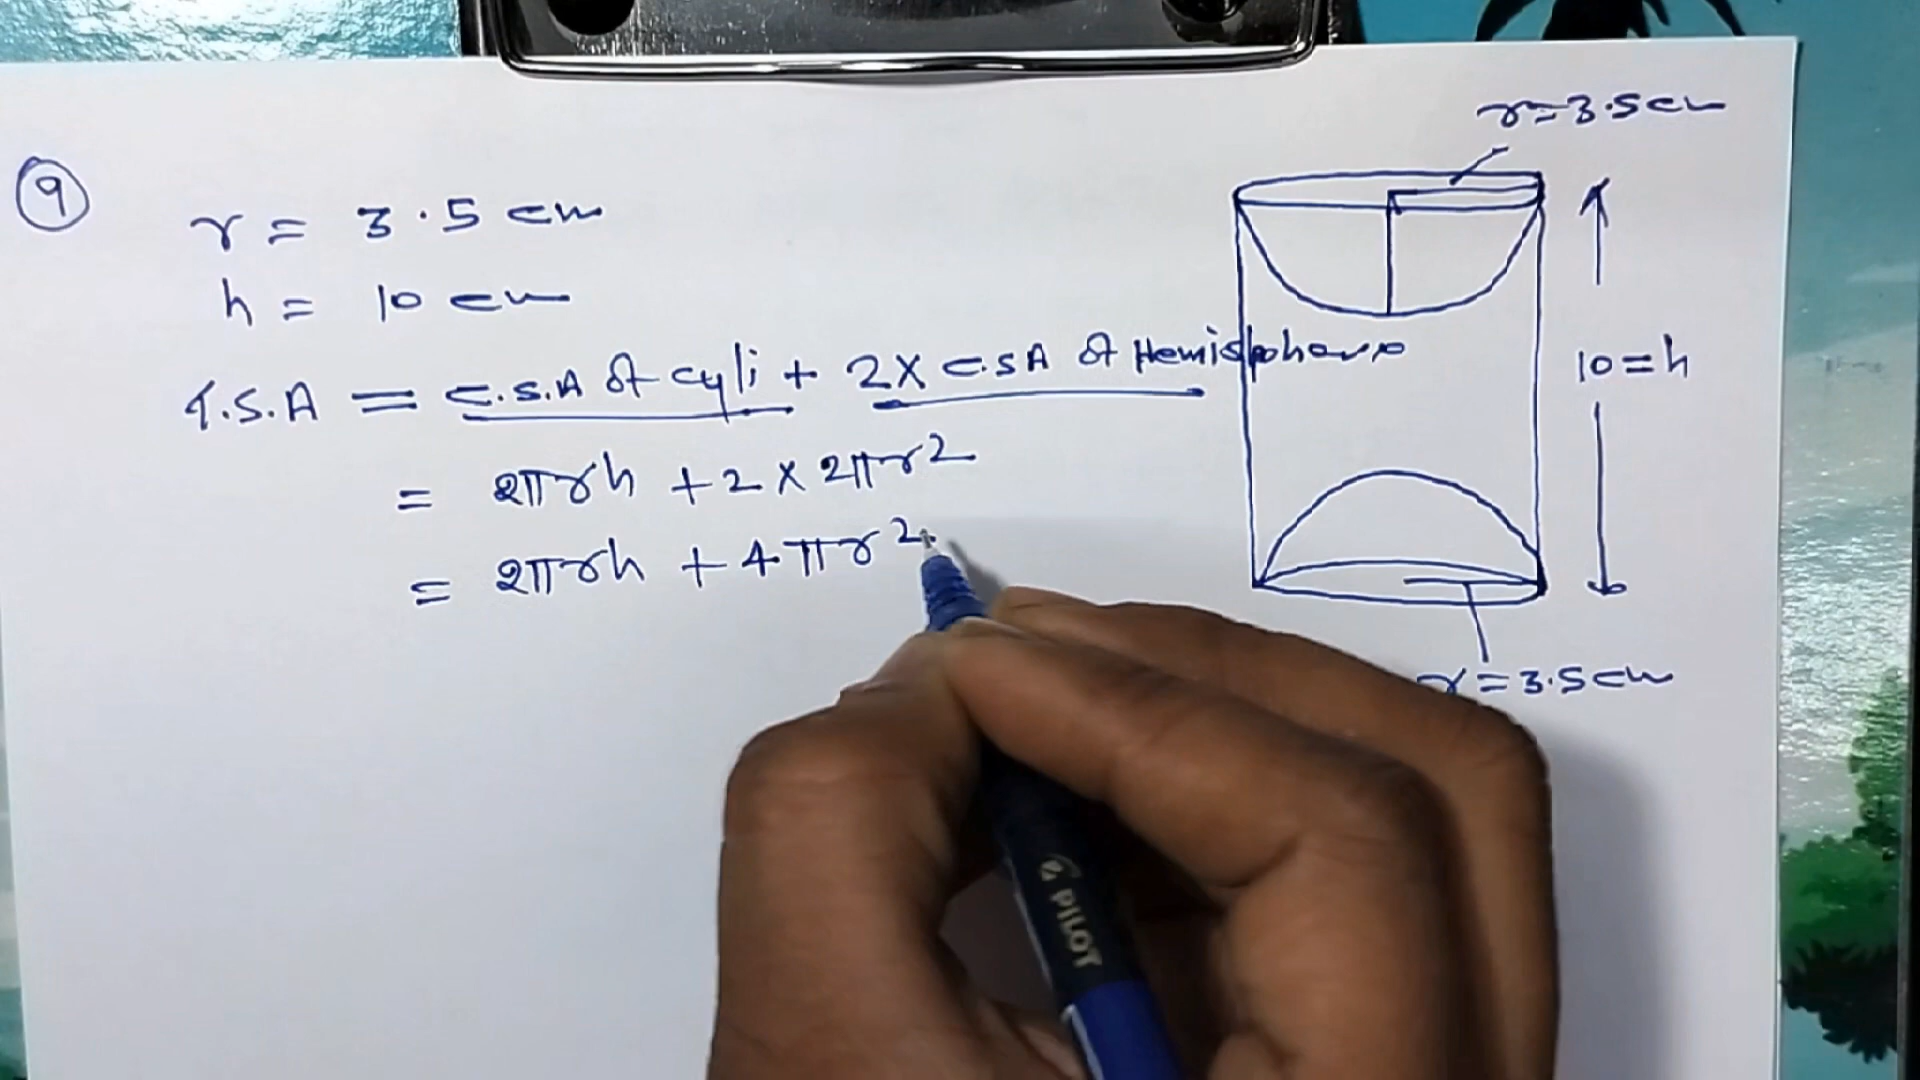 9
r = 3.5 cm
h = 10 cm
T.S.A = C.S.A of cyli + 2 X C.SA of Hemisphere
= 2πrh + 2 × 2πr²
= 2πrh + 4πr²
r=3.5cm
10=h
r=3.5cm
PILOT